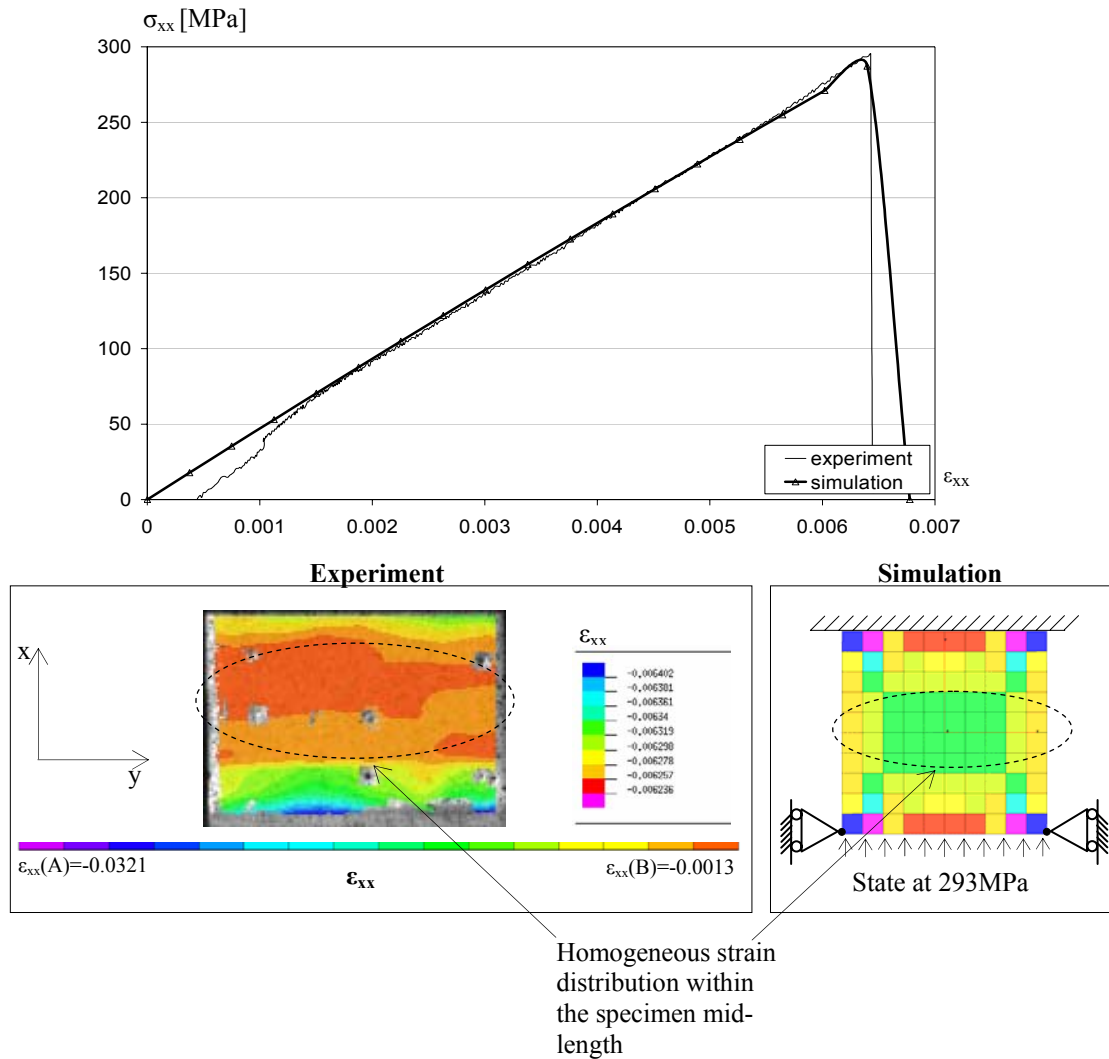 σxx [MPa]
300
250
200
150
100
50
0
experiment
simulation
εxx
0 0.001 0.002 0.003 0.004 0.005 0.006 0.007
Experiment
Simulation
x
y
εxx
-0.006402
-0.006381
-0.006361
-0.00634
-0.006319
-0.006298
-0.006278
-0.006257
-0.006236
εxx(A)=-0.0321
εxx
εxx(B)=-0.0013
State at 293MPa
Homogeneous strain
distribution within
the specimen mid-
length